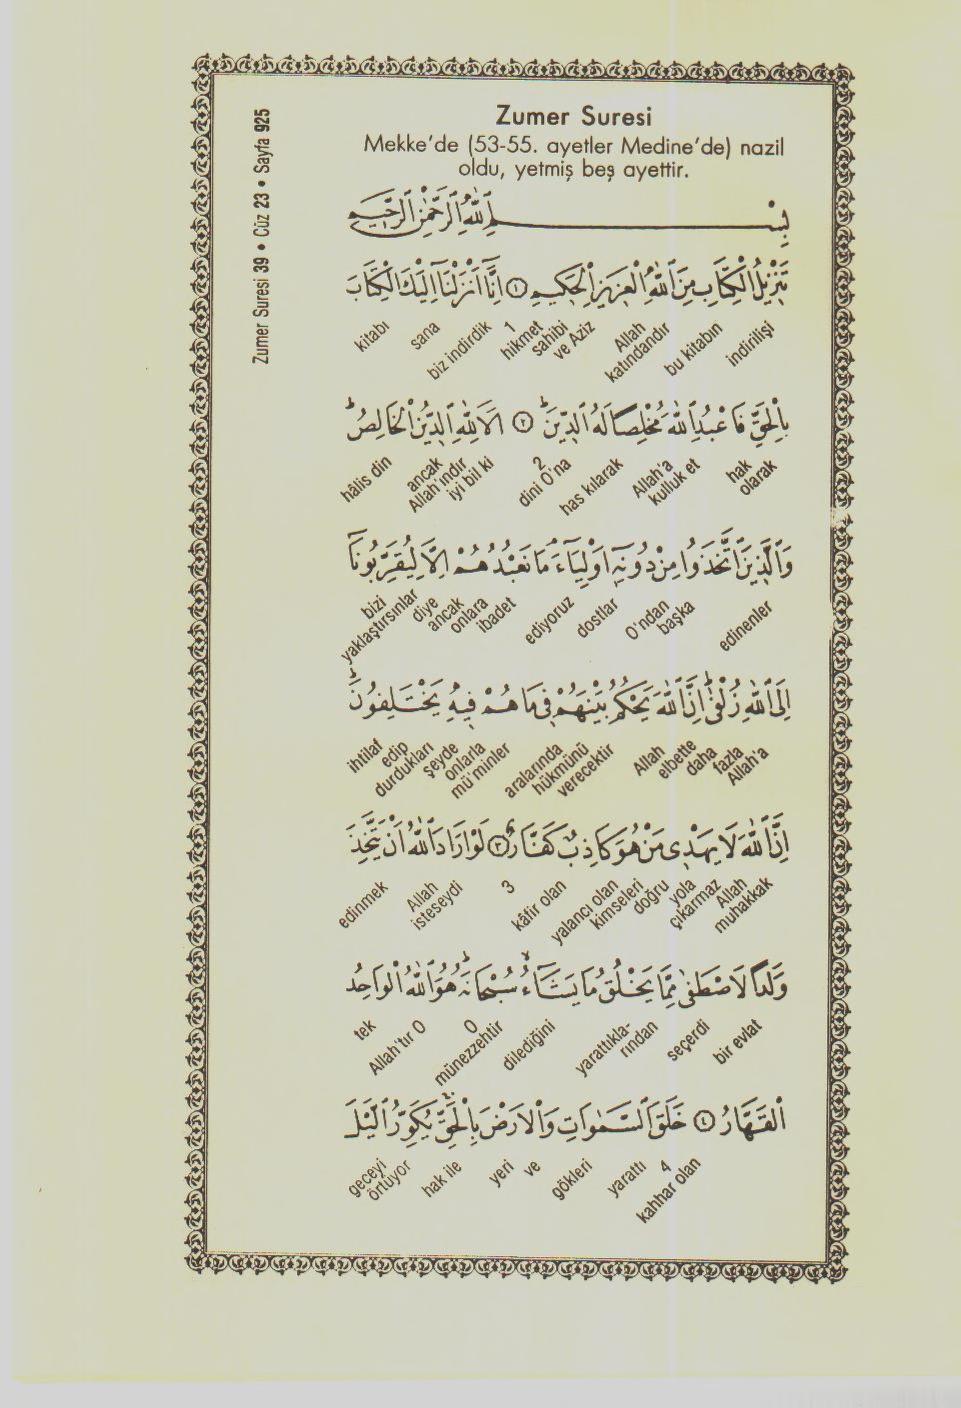 Zumer Suresi 39 • Cüz 23 • Sayfa 925
Zumer Suresi
Mekke'de (53-55. ayetler Medine'de) nazil
oldu, yetmiş beş ayettir.
بِسْمِ اللّٰهِ الرَّحْمٰنِ الرَّحِيمِ
تَنْزِيلُ الْكِتَابِ مِنَ اللّٰهِ الْعَزِيزِ الْحَكِيمِ ﴿١﴾ اِنَّٓا اَنْزَلْنَٓا اِلَيْكَ الْكِتَابَ
indirilişi bu kitabın Allah katındandır hikmet sahibi ve Aziz 1 biz indirdik sana kitabı
بِالْحَقِّ فَاعْبُدِ اللّٰهَ مُخْلِصًا لَهُ الدِّينَ ﴿٢﴾ اَلَا لِلّٰهِ الدِّينُ الْخَالِصُ
hak olarak Allah'a kulluk et has kılarak dini O'na 2 ancak Allah'ındır iyi bil ki hâlis din
وَالَّذِينَ اتَّخَذُوا مِنْ دُونِهِٓ اَوْلِيَٓاءَ مَا نَعْبُدُهُمْ اِلَّا لِيُقَرِّبُونَٓا
edinenler O'ndan başka dostlar ediyoruz ancak onlara ibadet bizi yaklaştırsınlar diye
اِلَى اللّٰهِ زُلْفٰى اِنَّ اللّٰهَ يَحْكُمُ بَيْنَهُمْ فِى مَا هُمْ فِيهِ يَخْتَلِفُونَ
elbette daha fazla Allah'a Allah aralarında hükmünü verecektir şeyde onlarla mü'minler ihtilaf edip durdukları
اِنَّ اللّٰهَ لَا يَهْدِى مَنْ هُوَ كَاذِبٌ كَفَّارٌ ﴿٣﴾ لَوْ اَرَادَ اللّٰهُ اَنْ يَتَّخِذَ
Allah muhakkak doğru yola çıkarmaz yalancı olan kimseleri kâfir olan 3 Allah isteseydi edinmek
وَلَدًا لَاصْطَفٰى مِمَّا يَخْلُقُ مَا يَشَٓاءُ سُبْحَانَهُ هُوَ اللّٰهُ الْوَاحِدُ
bir evlat seçerdi yarattıkla- rından dilediğini O münezzehtir Allah'tır O tek
الْقَهَّارُ ﴿٤﴾ خَلَقَ السَّمٰوَاتِ وَالْاَرْضَ بِالْحَقِّ يُكَوِّرُ الَّيْلَ
4 kahhar olan yarattı gökleri ve yeri hak ile geceyi örtüyor